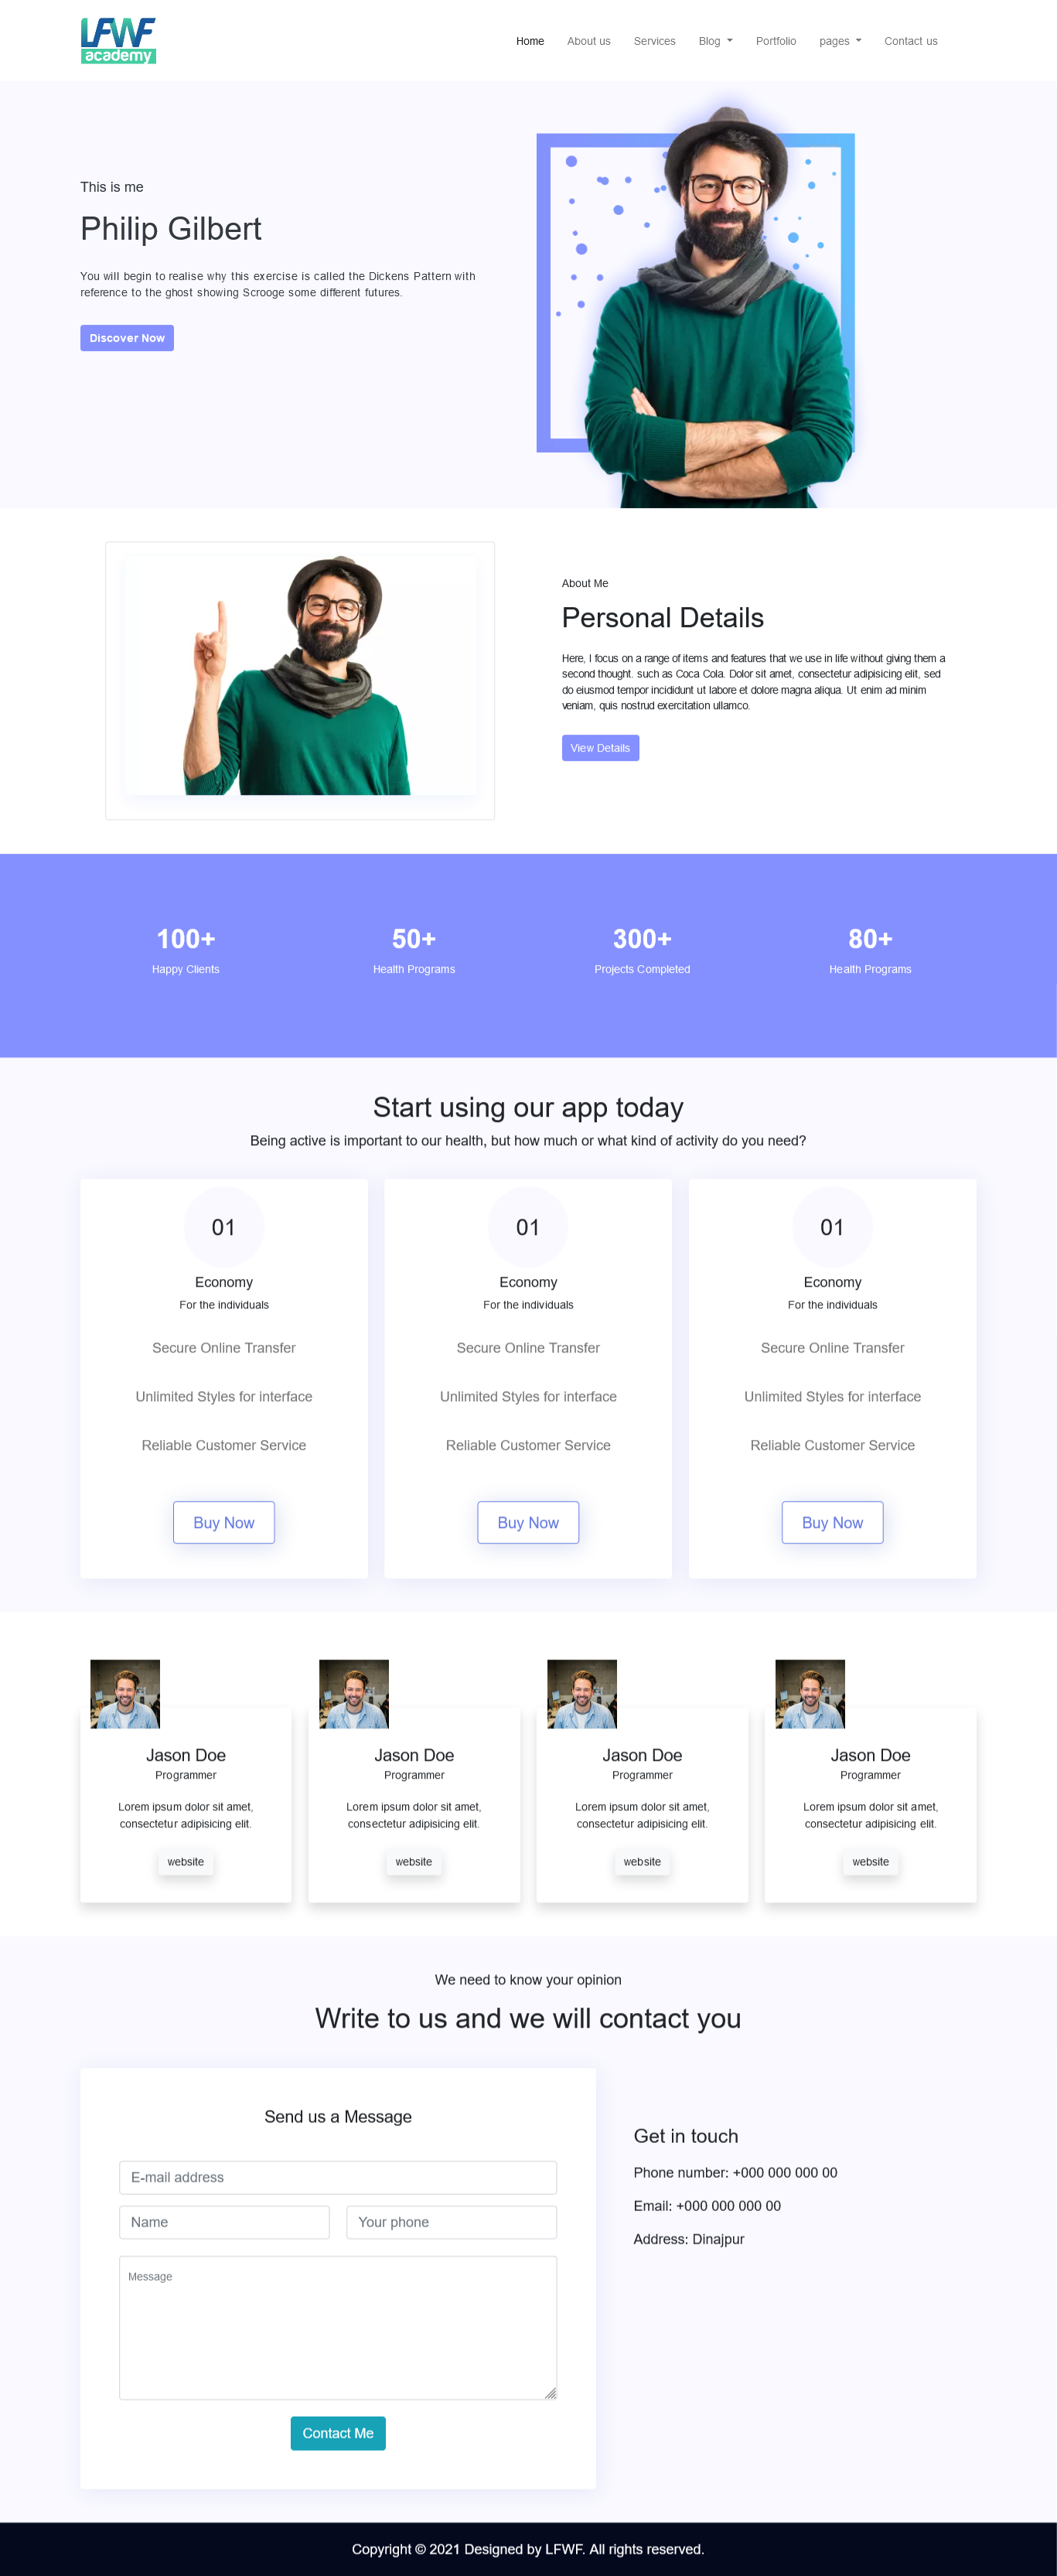 LFWF
academy
Home About us Services Blog Portfolio pages Contact us
This is me
Philip Gilbert
You will begin to realise why this exercise is called the Dickens Pattern with
reference to the ghost showing Scrooge some different futures.
Discover Now
About Me
Personal Details
Here, I focus on a range of items and features that we use in life without giving them a
second thought. such as Coca Cola. Dolor sit amet, consectetur adipisicing elit, sed
do eiusmod tempor incididunt ut labore et dolore magna aliqua. Ut enim ad minim
veniam, quis nostrud exercitation ullamco.
View Details
100+ 50+ 300+ 80+
Happy Clients Health Programs Projects Completed Health Programs
Start using our app today
Being active is important to our health, but how much or what kind of activity do you need?
01 01 01
Economy Economy Economy
For the individuals For the individuals For the individuals
Secure Online Transfer Secure Online Transfer Secure Online Transfer
Unlimited Styles for interface Unlimited Styles for interface Unlimited Styles for interface
Reliable Customer Service Reliable Customer Service Reliable Customer Service
Buy Now Buy Now Buy Now
Jason Doe Jason Doe Jason Doe Jason Doe
Programmer Programmer Programmer Programmer
Lorem ipsum dolor sit amet, Lorem ipsum dolor sit amet, Lorem ipsum dolor sit amet, Lorem ipsum dolor sit amet,
consectetur adipisicing elit. consectetur adipisicing elit. consectetur adipisicing elit. consectetur adipisicing elit.
website website website website
We need to know your opinion
Write to us and we will contact you
Send us a Message
E-mail address
Name Your phone
Message
Contact Me
Get in touch
Phone number: +000 000 000 00
Email: +000 000 000 00
Address: Dinajpur
Copyright © 2021 Designed by LFWF. All rights reserved.